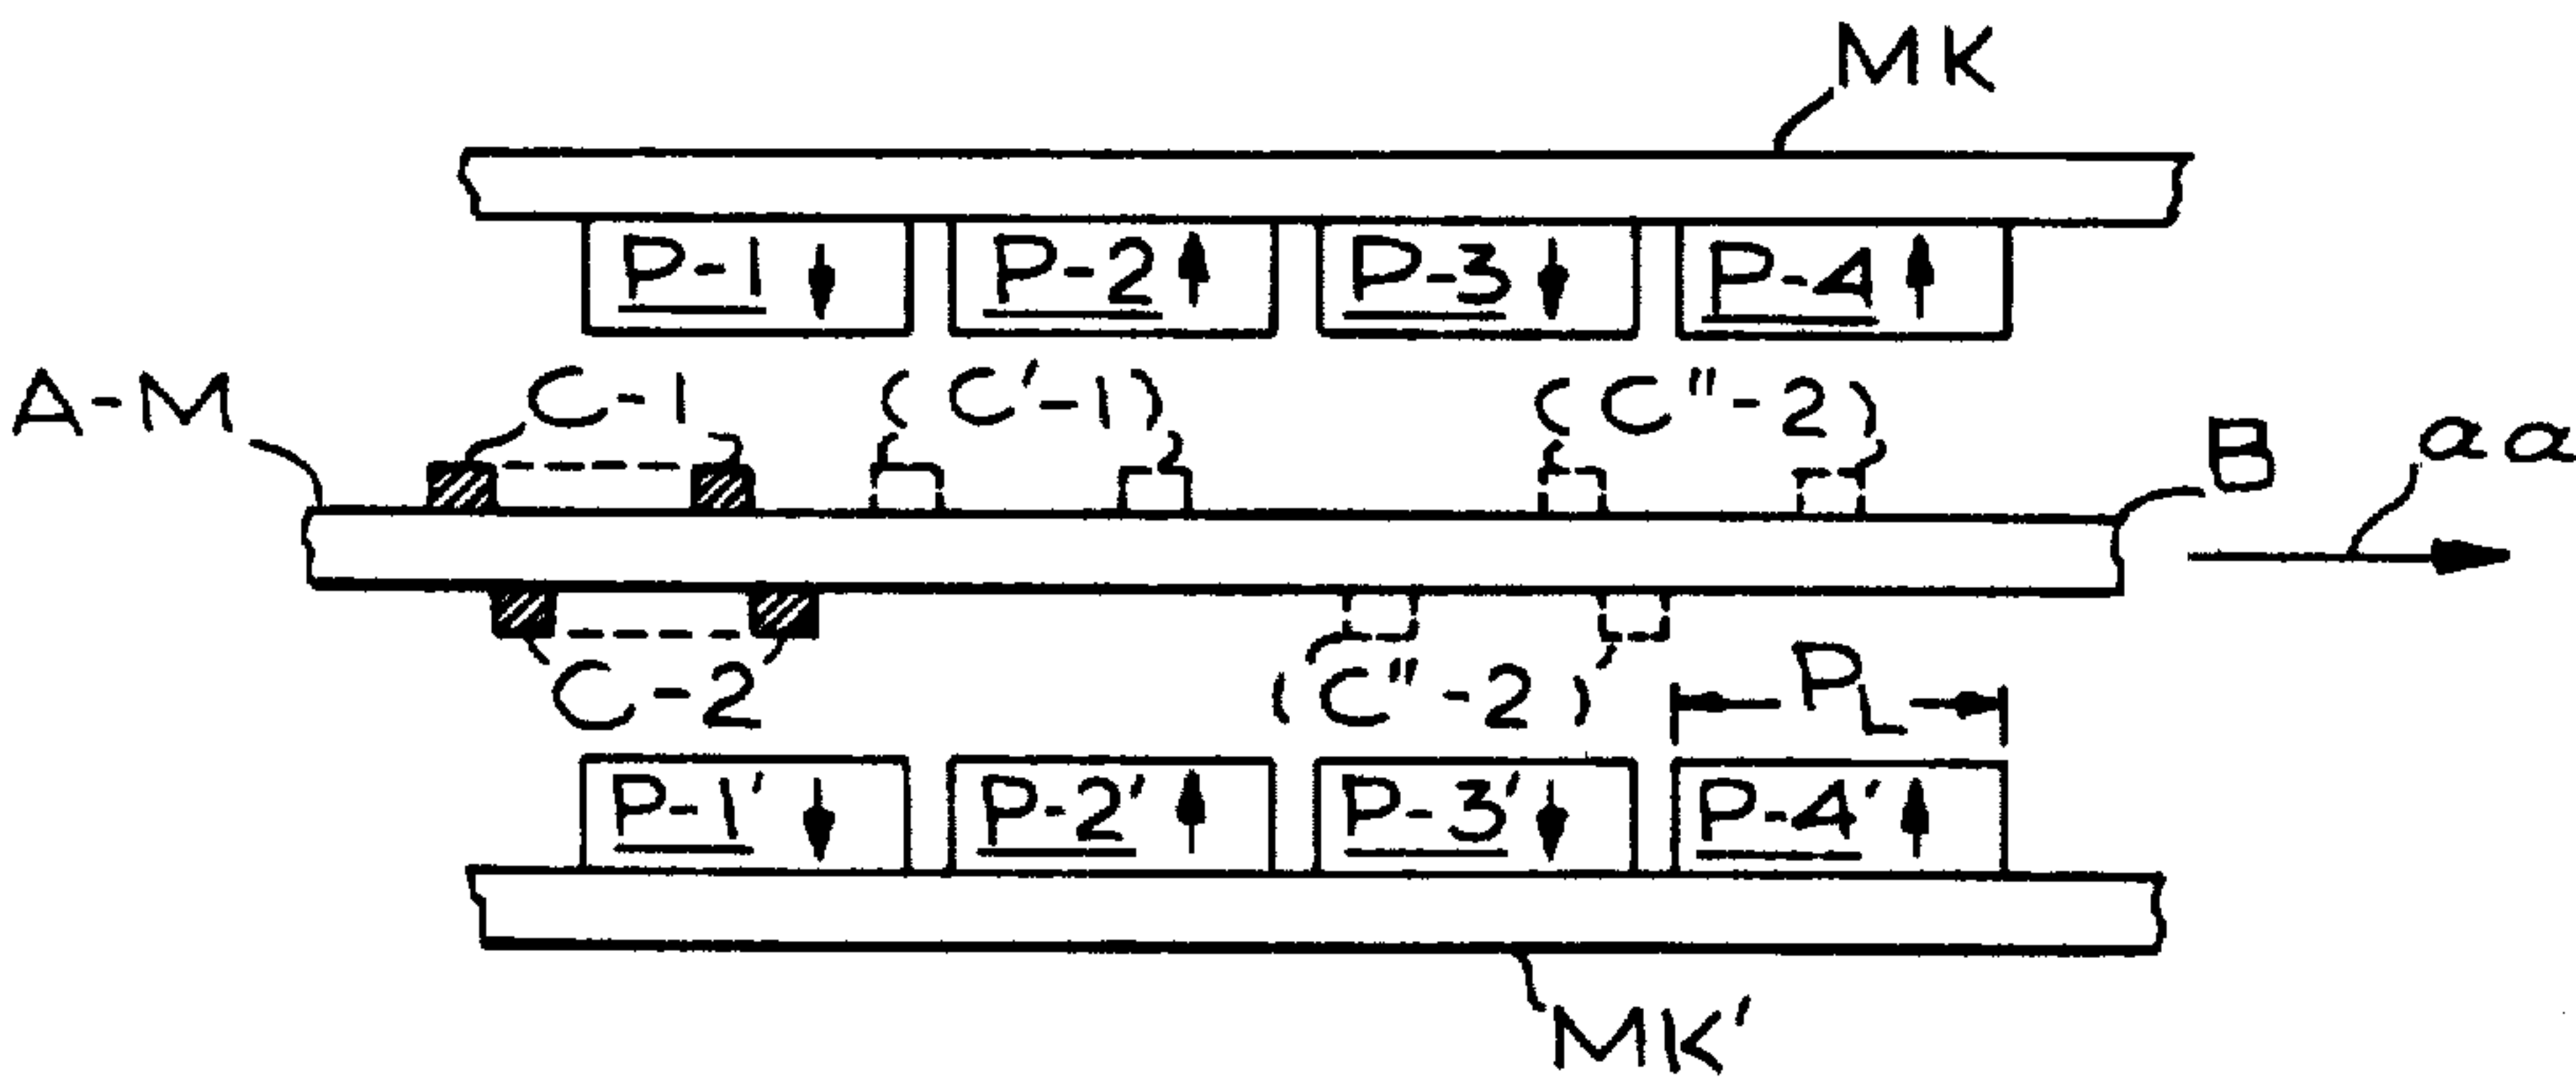 MK
P-1
P-2
P-3
P-4
A-M
C-1
(C'-1)
(C"-2)
B
aa
C-2
(C"-2)
PL
P-1'
P-2'
P-3'
P-4'
MK'